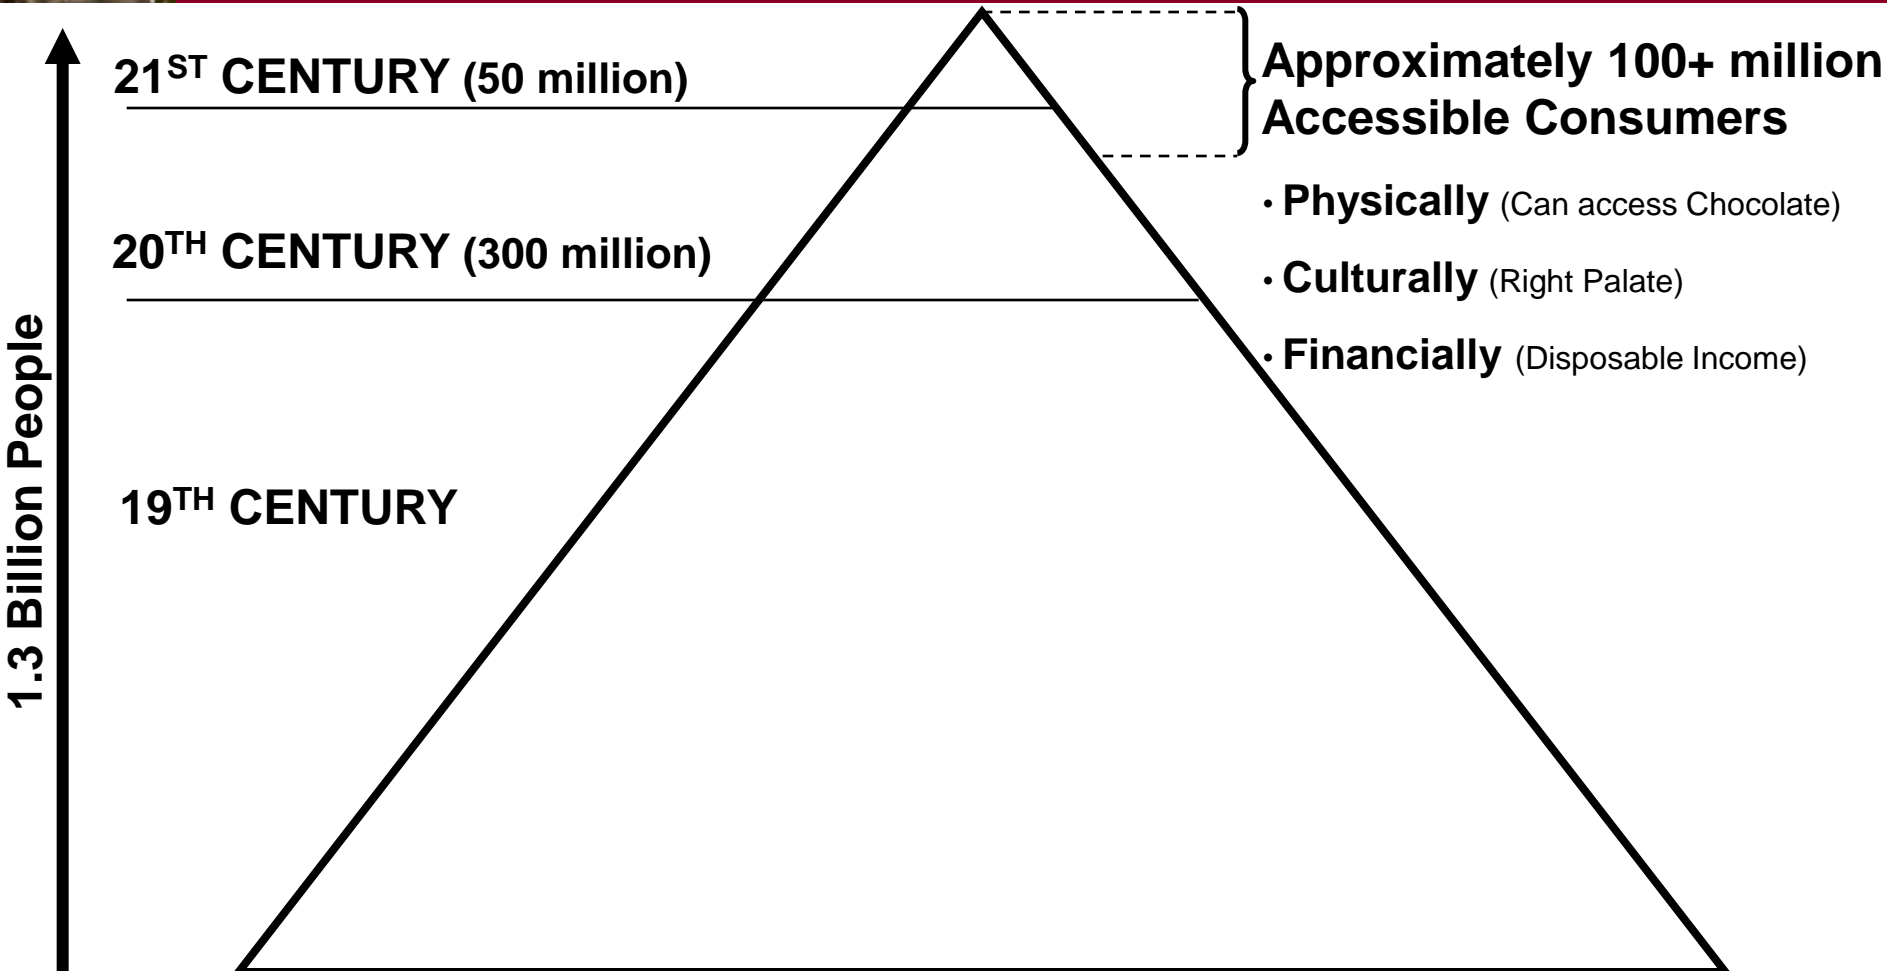 21ST CENTURY (50 million)
20TH CENTURY (300 million)
19TH CENTURY
1.3 Billion People
Approximately 100+ million
Accessible Consumers
· Physically (Can access Chocolate)
· Culturally (Right Palate)
· Financially (Disposable Income)